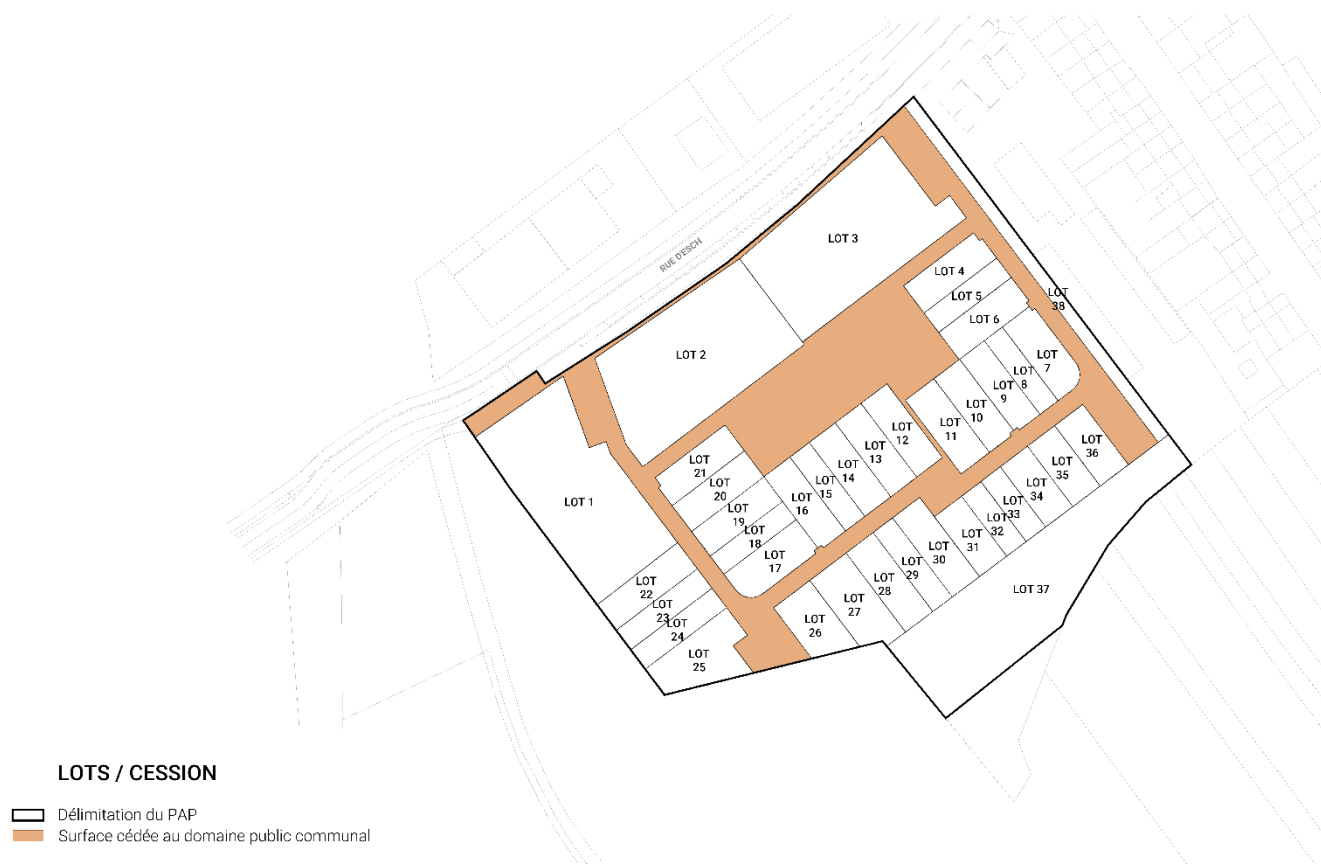 RUE D'ESCH
LOT 3
LOT 4
LOT 5
LOT 6
LOT
38
LOT 2
LOT
7
LOT
8
LOT
9
LOT
10
LOT
11
LOT
12
LOT
13
LOT
14
LOT
15
LOT
16
LOT
21
LOT
20
LOT
19
LOT
18
LOT
17
LOT 1
LOT
36
LOT
35
LOT
34
LOT
33
LOT
32
LOT
31
LOT
30
LOT
29
LOT
28
LOT
27
LOT
26
LOT
22
LOT
23
LOT
24
LOT
25
LOT 37
LOTS / CESSION
Délimitation du PAP
Surface cédée au domaine public communal